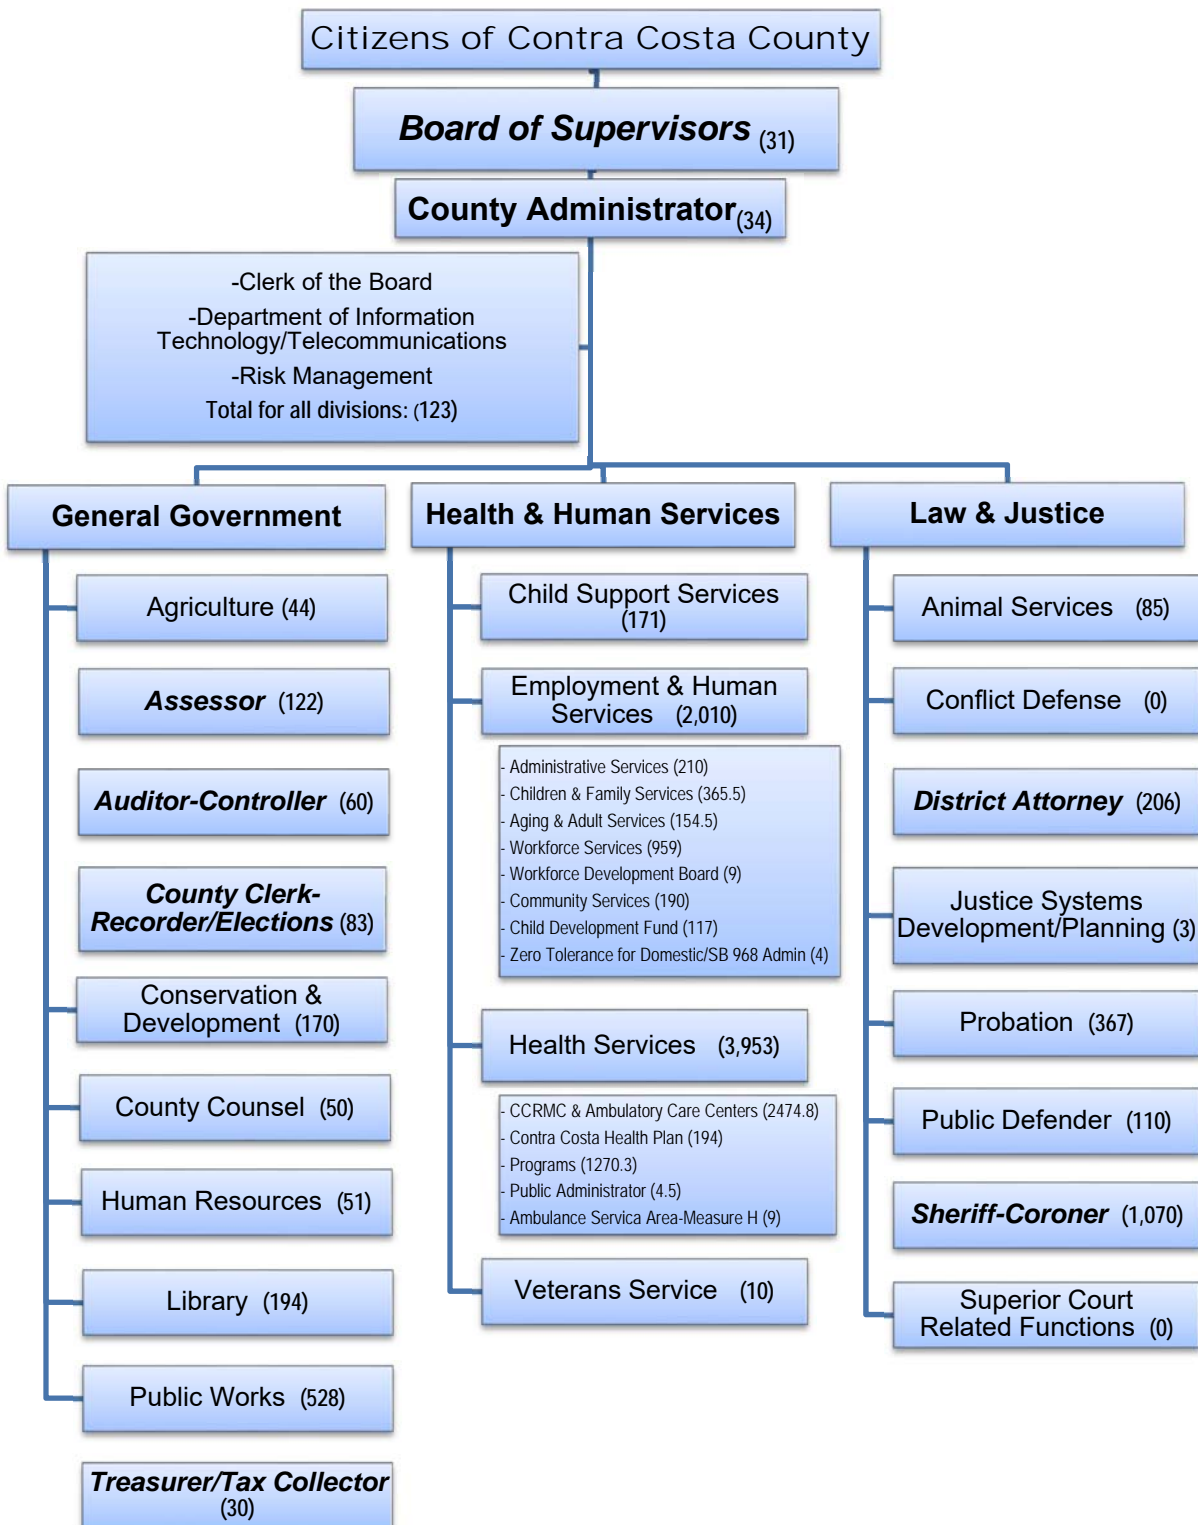 Citizens of Contra Costa County
Board of Supervisors (31)
County Administrator(34)
-Clerk of the Board
-Department of Information
Technology/Telecommunications
-Risk Management
Total for all divisions: (123)
General Government
Agriculture (44)
Assessor (122)
Auditor-Controller (60)
County Clerk-
Recorder/Elections (83)
Conservation &
Development (170)
County Counsel (50)
Human Resources (51)
Library (194)
Public Works (528)
Treasurer/Tax Collector
(30)
Health & Human Services
Child Support Services
(171)
Employment & Human
Services (2,010)
- Administrative Services (210)
- Children & Family Services (365.5)
- Aging & Adult Services (154.5)
- Workforce Services (959)
- Workforce Development Board (9)
- Community Services (190)
- Child Development Fund (117)
- Zero Tolerance for Domestic/SB 968 Admin (4)
Health Services (3,953)
- CCRMC & Ambulatory Care Centers (2474.8)
- Contra Costa Health Plan (194)
- Programs (1270.3)
- Public Administrator (4.5)
- Ambulance Servica Area-Measure H (9)
Veterans Service (10)
Law & Justice
Animal Services (85)
Conflict Defense (0)
District Attorney (206)
Justice Systems
Development/Planning (3)
Probation (367)
Public Defender (110)
Sheriff-Coroner (1,070)
Superior Court
Related Functions (0)